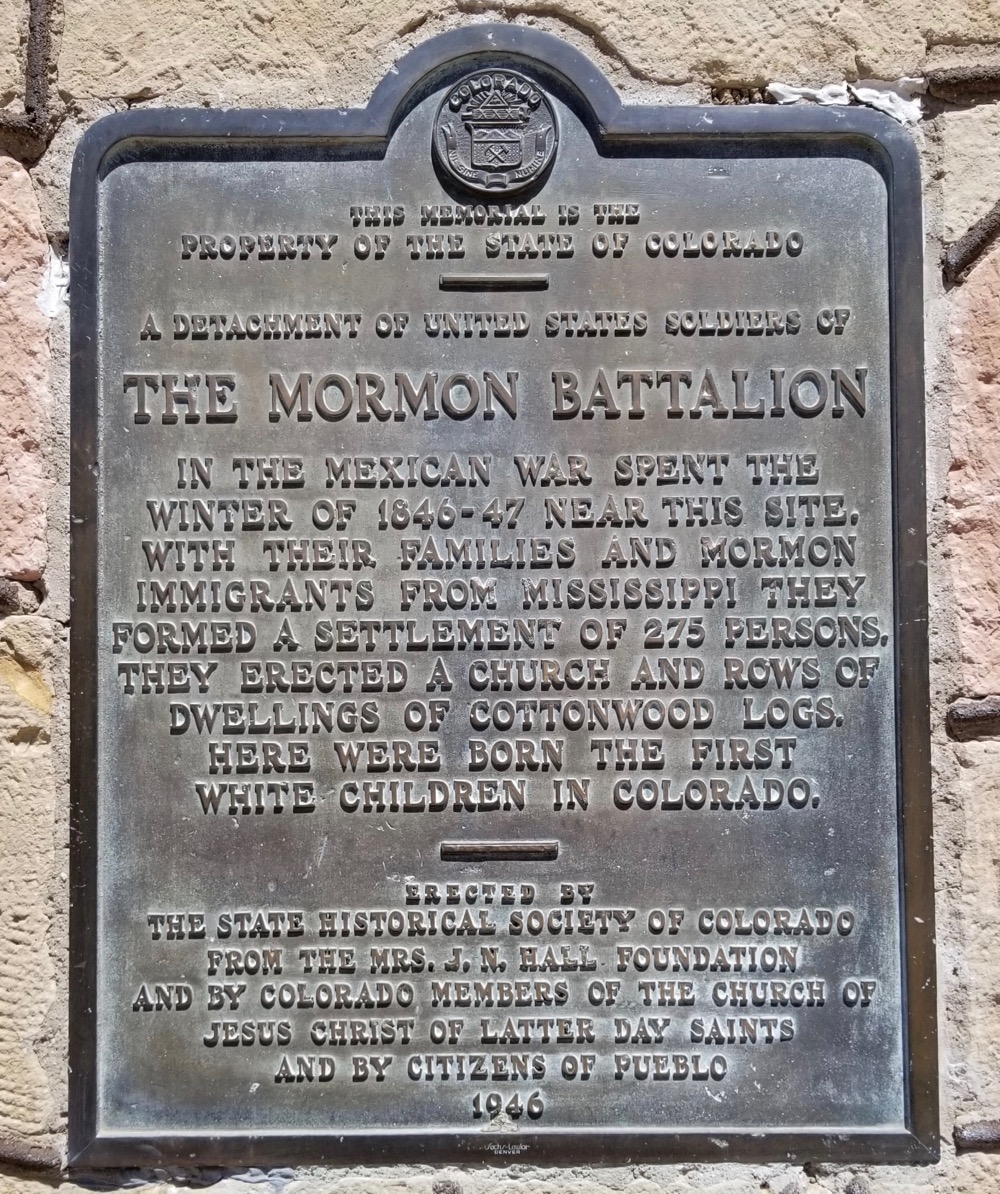 COLORADO
NIL SINE NUMINE
THIS MEMORIAL IS THE
PROPERTY OF THE STATE OF COLORADO
A DETACHMENT OF UNITED STATES SOLDIERS OF
THE MORMON BATTALION
IN THE MEXICAN WAR SPENT THE
WINTER OF 1846-47 NEAR THIS SITE.
WITH THEIR FAMILIES AND MORMON
IMMIGRANTS FROM MISSISSIPPI THEY
FORMED A SETTLEMENT OF 275 PERSONS.
THEY ERECTED A CHURCH AND ROWS OF
DWELLINGS OF COTTONWOOD LOGS.
HERE WERE BORN THE FIRST
WHITE CHILDREN IN COLORADO.
ERECTED BY
THE STATE HISTORICAL SOCIETY OF COLORADO
FROM THE MRS. J. N. HALL FOUNDATION
AND BY COLORADO MEMBERS OF THE CHURCH OF
JESUS CHRIST OF LATTER DAY SAINTS
AND BY CITIZENS OF PUEBLO
1946
DENVER